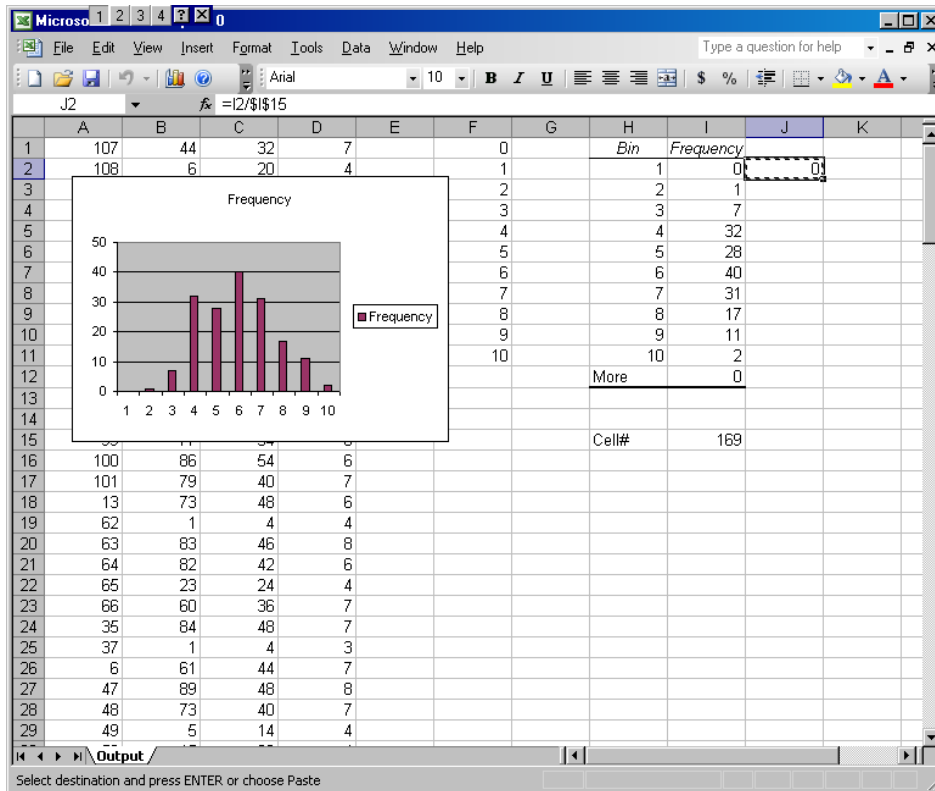 Microso 1 2 3 4 ? 0
File Edit View Insert Format Tools Data Window Help Type a question for help
Arial 10 B I U $ % A
J2 fx =I2/$I$15
A B C D E F G H I J K
1 107 44 32 7 0 Bin Frequency
2 108 6 20 4 1 1 0 0
3 2 2 1
4 3 3 7
5 4 4 32
6 5 5 28
7 6 6 40
8 7 7 31
9 8 8 17
10 9 9 11
11 10 10 2
12 More 0
13
14
15 Cell# 169
Frequency
50
40
30
20
10
0
1 2 3 4 5 6 7 8 9 10
Frequency
16 100 86 54 6
17 101 79 40 7
18 13 73 48 6
19 62 1 4 4
20 63 83 46 8
21 64 82 42 6
22 65 23 24 4
23 66 60 36 7
24 35 84 48 7
25 37 1 4 3
26 6 61 44 7
27 47 89 48 8
28 48 73 40 7
29 49 5 14 4
Output
Select destination and press ENTER or choose Paste